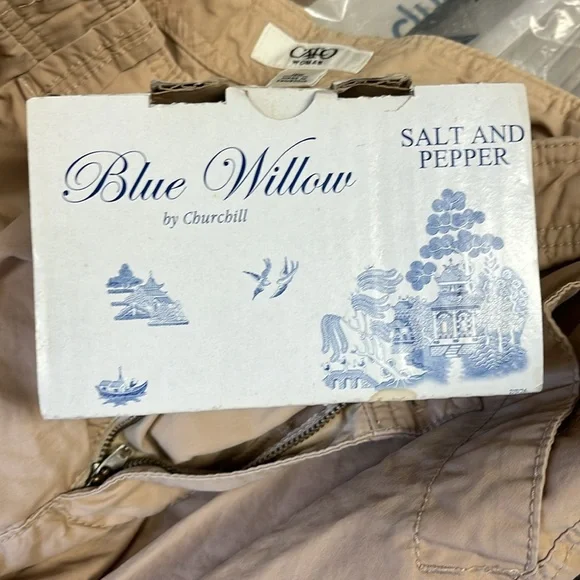 CATO
WOMAN
Blue Willow
by Churchill
SALT AND
PEPPER